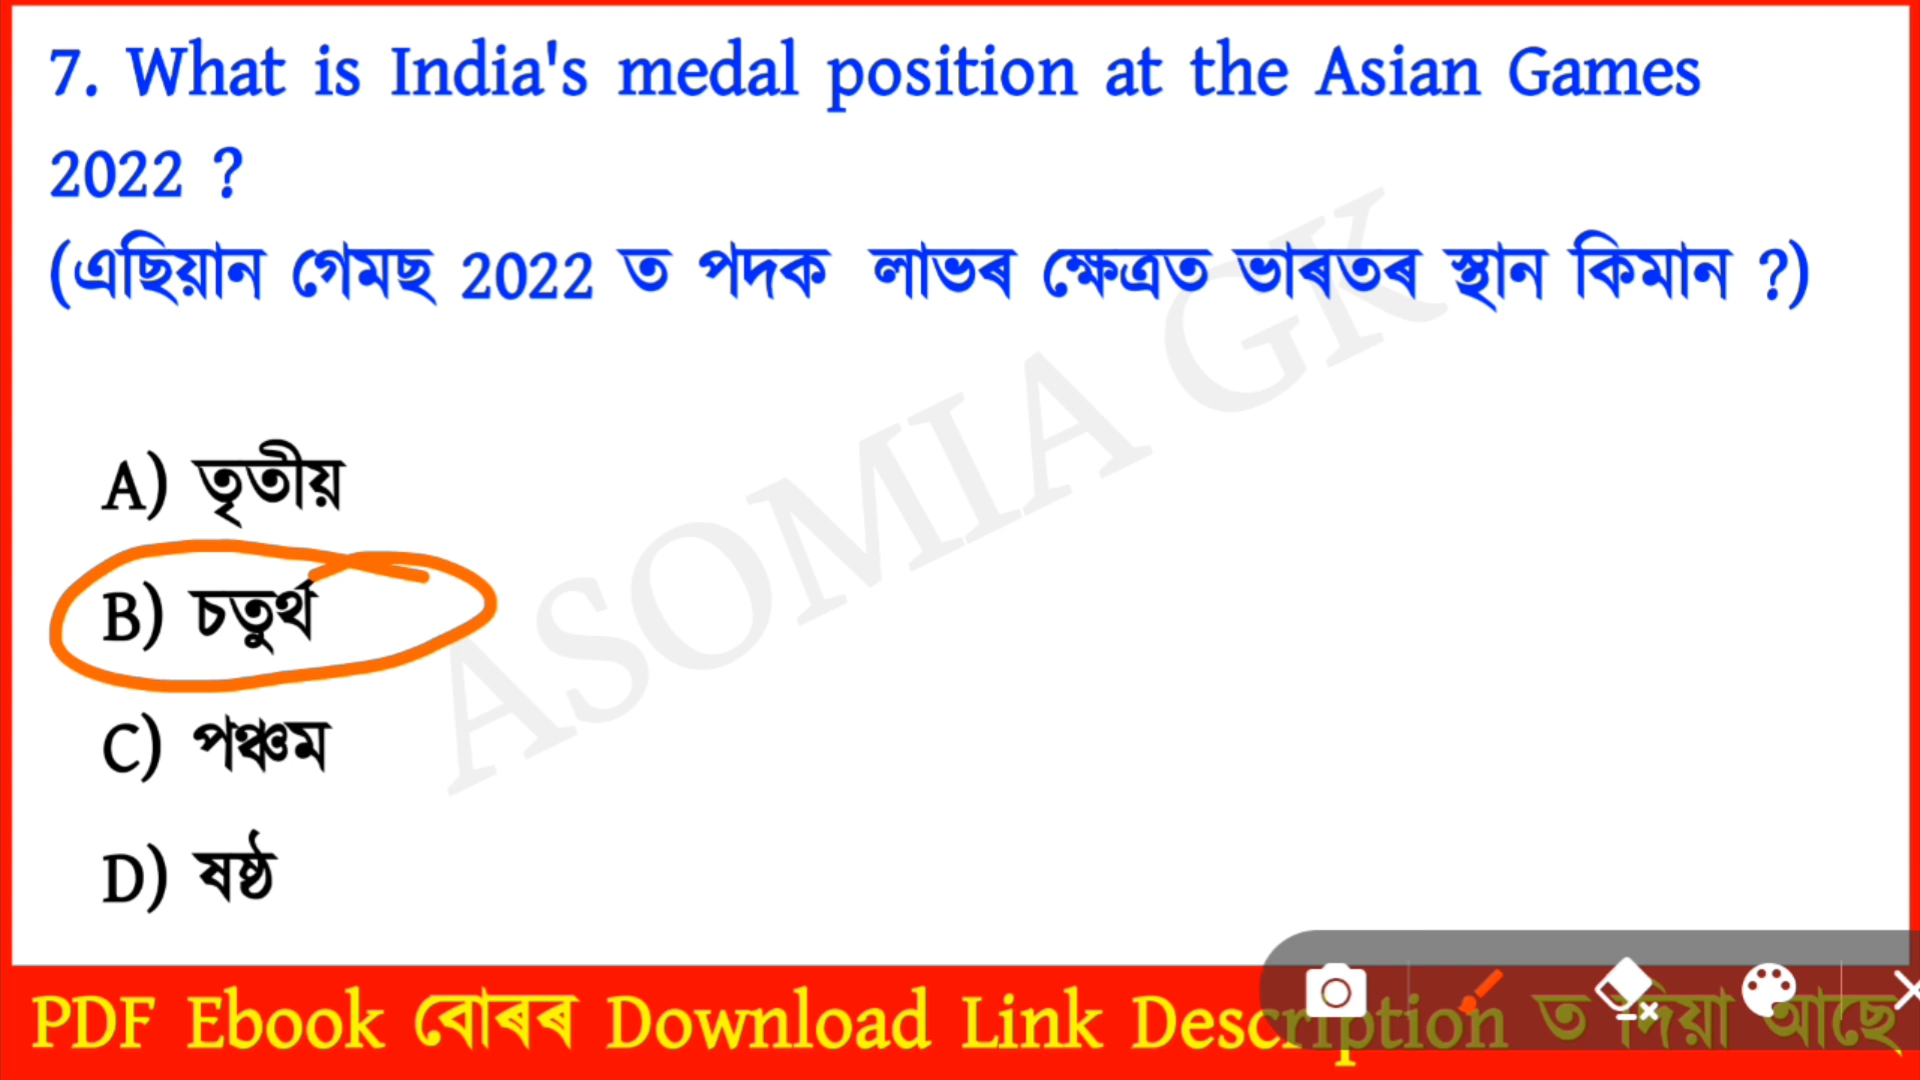 7. What is India's medal position at the Asian Games
2022 ?
(এছিয়ান গেমছ 2022 ত পদক লাভৰ ক্ষেত্ৰত ভাৰতৰ স্থান কিমান ?)
A) তৃতীয়
B) চতুৰ্থ
C) পঞ্চম
D) ষষ্ঠ
ASOMIA GK
PDF Ebook বোৰৰ Download Link Description ত দিয়া আছে